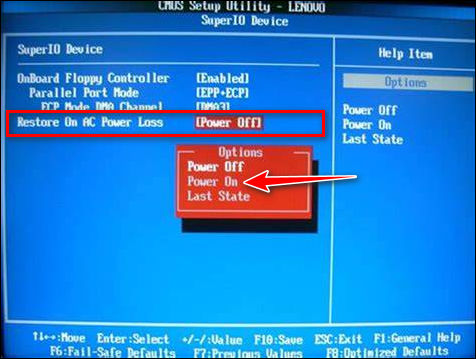 CMOS Setup Utility - LENOVO
SuperIO Device
SuperIO Device
Help Item
OnBoard Floppy Controller [Enabled]
Parallel Port Mode [EPP+ECP]
ECP Mode DMA Channel [DMA3]
Restore On AC Power Loss [Power Off]
Options
Power Off
Power On
Last State
Options
Power Off
Power On
Last State
↑↓↔:Move Enter:Select +/-/:Value F10:Save ESC:Exit F1:General Help
F6:Fail-Safe Defaults F7:Previous Values F8:Optimized Defaults